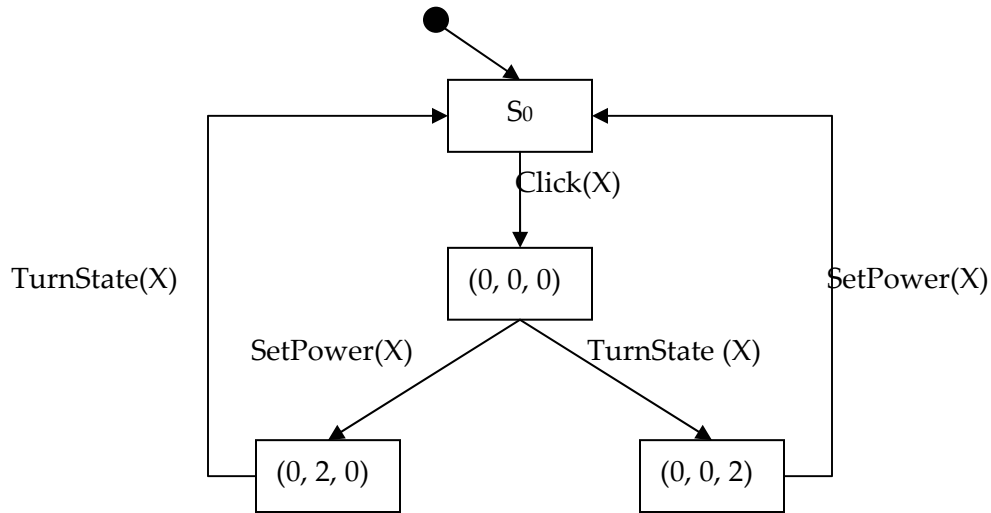 S0
Click(X)
TurnState(X)
(0, 0, 0)
SetPower(X)
SetPower(X)
TurnState (X)
(0, 2, 0)
(0, 0, 2)